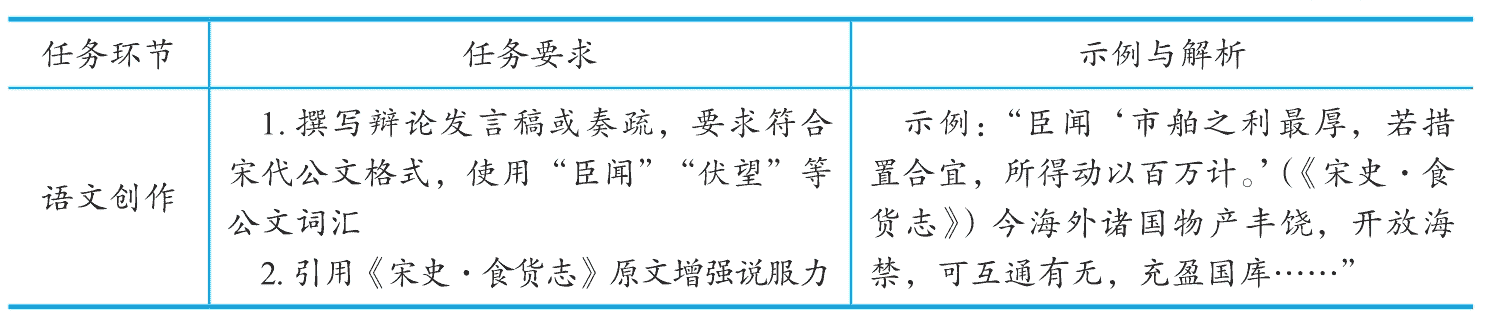 任务环节 任务要求 示例与解析
语文创作
1. 撰写辩论发言稿或奏疏，要求符合
宋代公文格式，使用“臣闻”“伏望”等
公文词汇
2. 引用《宋史·食货志》原文增强说服力
示例：“臣闻‘市舶之利最厚，若措
置合宜，所得动以百万计。’（《宋史·食
货志》）今海外诸国物产丰饶，开放海
禁，可互通有无，充盈国库……”